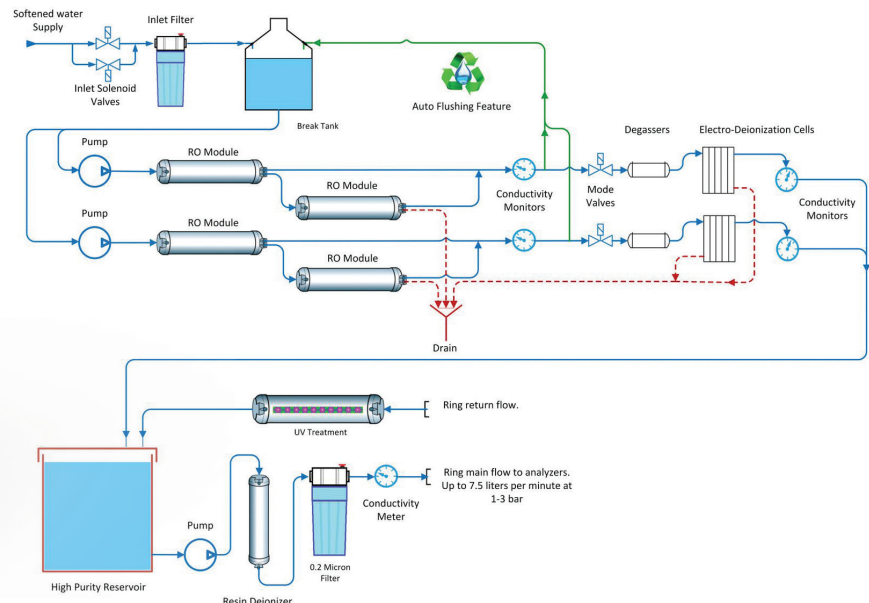 Softened water
Supply
Inlet Filter
Inlet Solenoid
Valves
Break Tank
Auto Flushing Feature
Degassers
Electro-Deionization Cells
Pump
RO Module
RO Module
Conductivity
Monitors
Mode
Valves
Conductivity
Monitors
Pump
RO Module
RO Module
Drain
Ring return flow.
UV Treatment
Ring main flow to analyzers.
Up to 7.5 liters per minute at
1-3 bar
Conductivity
Meter
Pump
0.2 Micron
Filter
High Purity Reservoir
Resin Deionizer